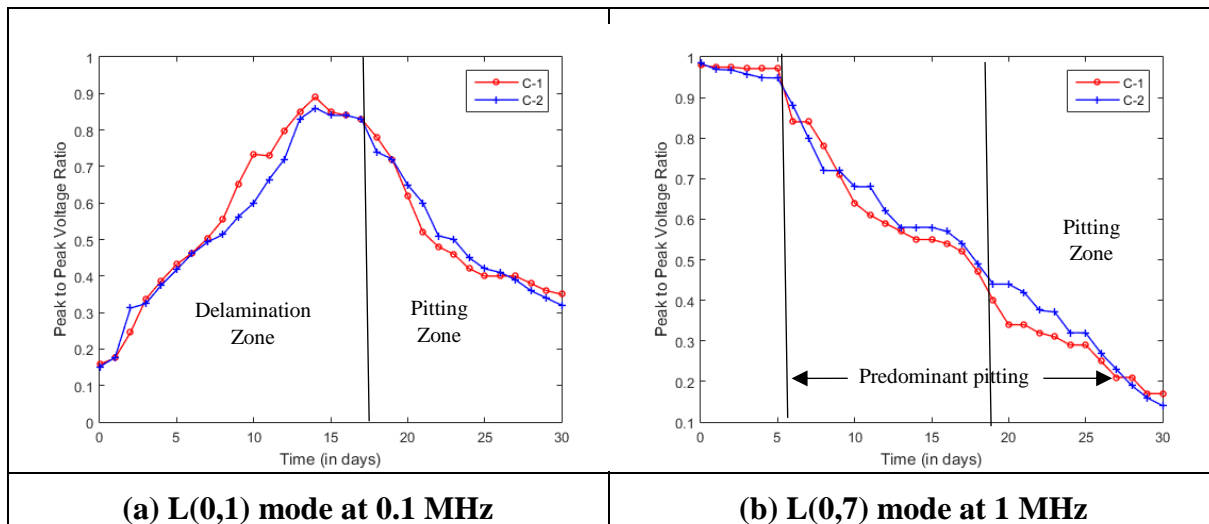 1
0.9
0.8
0.7
0.6
0.5
0.4
0.3
0.2
0.1
0
Peak to Peak Voltage Ratio
C-1
C-2
Delamination
Zone
Pitting
Zone
0 5 10 15 20 25 30
Time (in days)
(a) L(0,1) mode at 0.1 MHz
1
0.9
0.8
0.7
0.6
0.5
0.4
0.3
0.2
0.1
Peak to Peak Voltage Ratio
C-1
C-2
Pitting
Zone
Predominant pitting
0 5 10 15 20 25 30
Time (in days)
(b) L(0,7) mode at 1 MHz